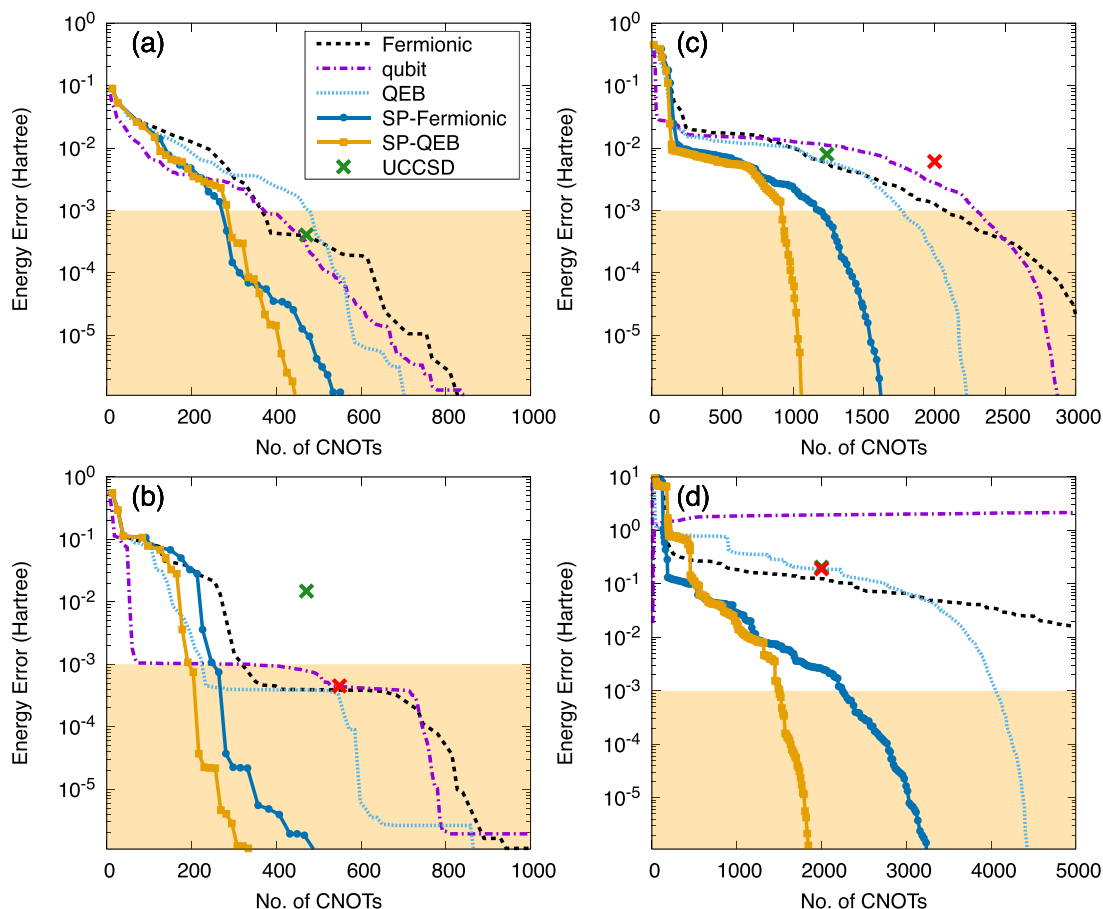 (a)
Fermionic
qubit
QEB
SP-Fermionic
SP-QEB
UCCSD
10^0
10^-1
10^-2
10^-3
10^-4
10^-5
Energy Error (Hartree)
0 200 400 600 800 1000
No. of CNOTs
(c)
10^0
10^-1
10^-2
10^-3
10^-4
10^-5
Energy Error (Hartree)
0 500 1000 1500 2000 2500 3000
No. of CNOTs
(b)
10^0
10^-1
10^-2
10^-3
10^-4
10^-5
Energy Error (Hartree)
0 200 400 600 800 1000
No. of CNOTs
(d)
10^1
10^0
10^-1
10^-2
10^-3
10^-4
10^-5
Energy Error (Hartree)
0 1000 2000 3000 4000 5000
No. of CNOTs